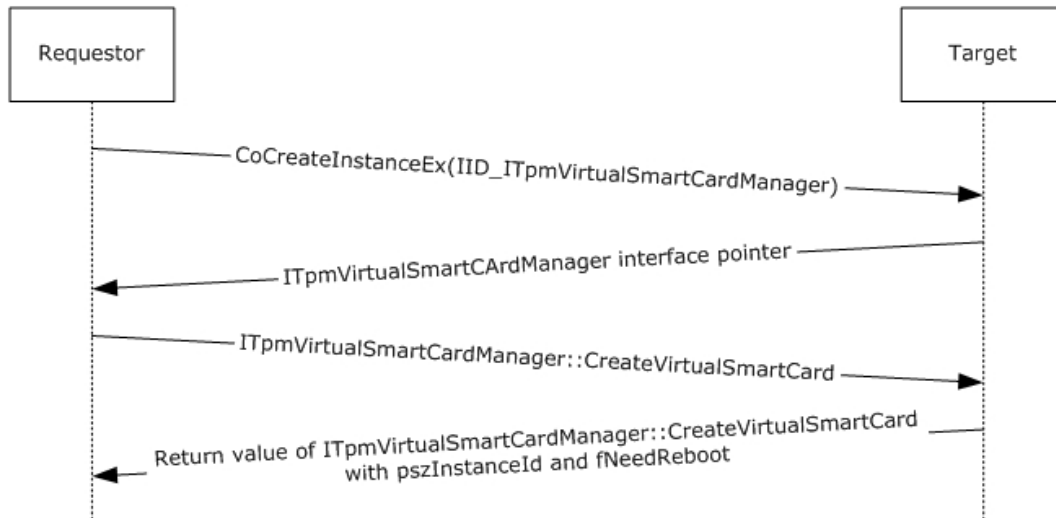 Requestor
Target
CoCreateInstanceEx(IID_ITpmVirtualSmartCardManager)
ITpmVirtualSmartCArdManager interface pointer
ITpmVirtualSmartCardManager::CreateVirtualSmartCard
Return value of ITpmVirtualSmartCardManager::CreateVirtualSmartCard
with pszInstanceId and fNeedReboot